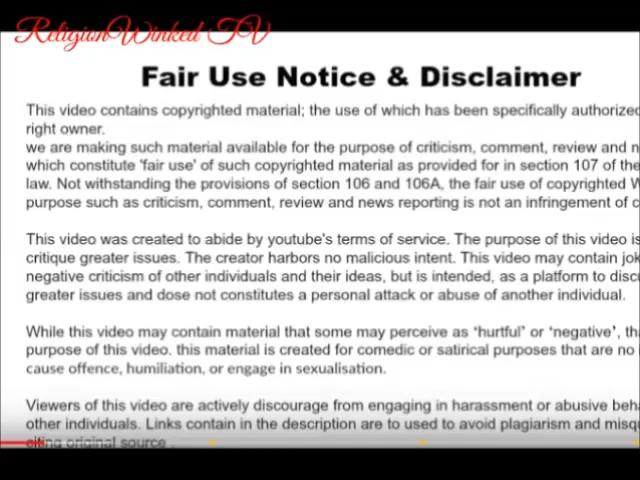 ReligionWinked TV
Fair Use Notice & Disclaimer
This video contains copyrighted material; the use of which has been specifically authorized
right owner.
we are making such material available for the purpose of criticism, comment, review and n
which constitute 'fair use' of such copyrighted material as provided for in section 107 of the
law. Not withstanding the provisions of section 106 and 106A, the fair use of copyrighted W
purpose such as criticism, comment, review and news reporting is not an infringement of c
This video was created to abide by youtube's terms of service. The purpose of this video is
critique greater issues. The creator harbors no malicious intent. This video may contain jok
negative criticism of other individuals and their ideas, but is intended, as a platform to discu
greater issues and dose not constitutes a personal attack or abuse of another individual.
While this video may contain material that some may perceive as ‘hurtful’ or ‘negative’, tha
purpose of this video. this material is created for comedic or satirical purposes that are no
cause offence, humiliation, or engage in sexualisation.
Viewers of this video are actively discourage from engaging in harassment or abusive beha
other individuals. Links contain in the description are to used to avoid plagiarism and misqu
citing original source .